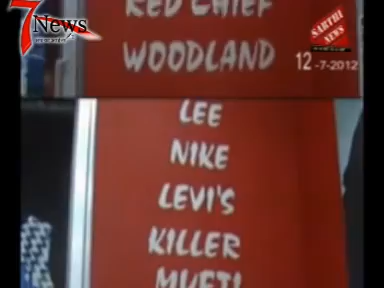 7 News
RED CHIEF
WOODLAND
SARTHI
NEWS
12-7-2012
LEE
NIKE
LEVI'S
KILLER
MUFTI